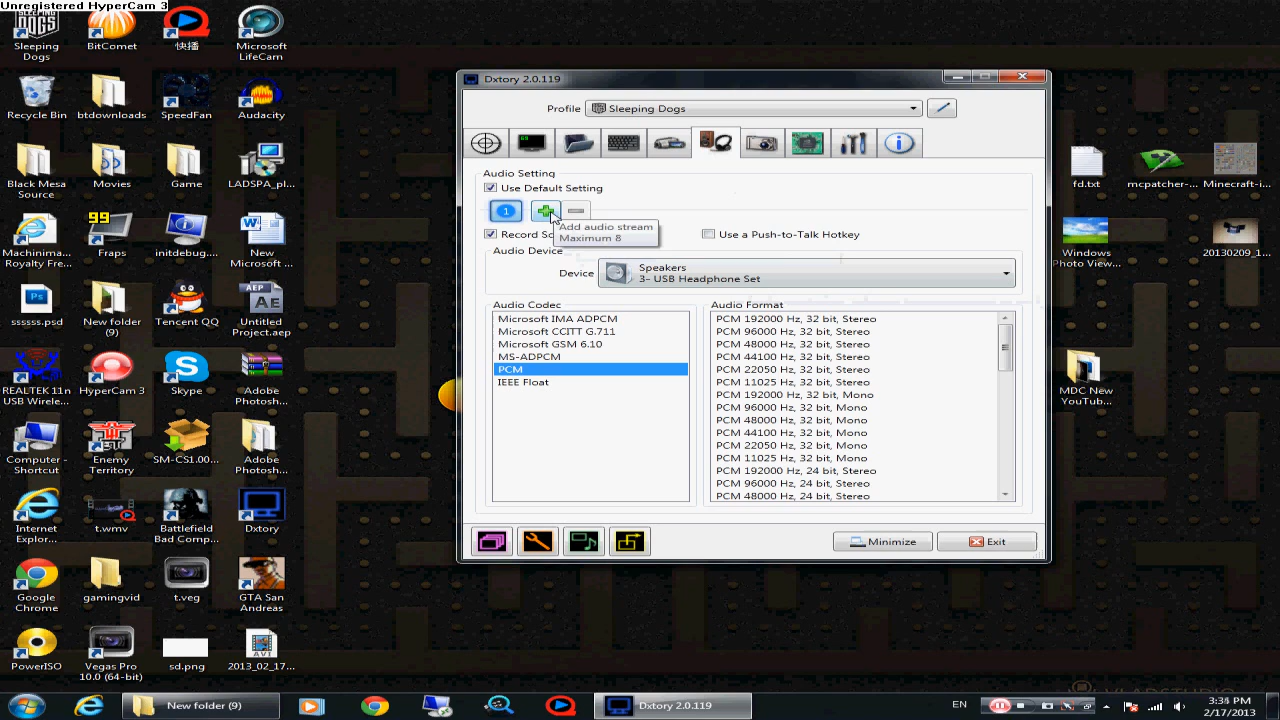 Unregistered HyperCam 3
Sleeping
Dogs
BitComet
快播
Microsoft
LifeCam
Recycle Bin
btdownloads
SpeedFan
Audacity
Black Mesa
Source
Movies
Game
LADSPA_pl...
99
Machinima...
Royalty Fre...
Fraps
initdebug....
New
Microsoft ...
ssssss.psd
New folder
(9)
Tencent QQ
Untitled
Project.aep
REALTEK 11n
USB Wirele...
HyperCam 3
Skype
Adobe
Photosh...
Computer -
Shortcut
Enemy
Territory
SM-CS1.00...
Adobe
Photosh...
Internet
Explor...
t.wmv
Battlefield
Bad Comp...
Dxtory
Google
Chrome
gamingvid
t.veg
GTA San
Andreas
PowerISO
Vegas Pro
10.0 (64-bit)
sd.png
2013_02_17...
Dxtory 2.0.119
Profile
Sleeping Dogs
Audio Setting
Use Default Setting
1
Add audio stream
Maximum 8
Record So
Use a Push-to-Talk Hotkey
Audio Device
Device
Speakers
3- USB Headphone Set
Audio Codec
Microsoft IMA ADPCM
Microsoft CCITT G.711
Microsoft GSM 6.10
MS-ADPCM
PCM
IEEE Float
Audio Format
PCM 192000 Hz, 32 bit, Stereo
PCM 96000 Hz, 32 bit, Stereo
PCM 48000 Hz, 32 bit, Stereo
PCM 44100 Hz, 32 bit, Stereo
PCM 22050 Hz, 32 bit, Stereo
PCM 11025 Hz, 32 bit, Stereo
PCM 192000 Hz, 32 bit, Mono
PCM 96000 Hz, 32 bit, Mono
PCM 48000 Hz, 32 bit, Mono
PCM 44100 Hz, 32 bit, Mono
PCM 22050 Hz, 32 bit, Mono
PCM 11025 Hz, 32 bit, Mono
PCM 192000 Hz, 24 bit, Stereo
PCM 96000 Hz, 24 bit, Stereo
PCM 48000 Hz, 24 bit, Stereo
Minimize
Exit
fd.txt
mcpatcher-...
Minecraft-i...
Windows
Photo View...
20130209_1...
MDC New
YouTub...
New folder (9)
Dxtory 2.0.119
EN
3:34 PM
2/17/2013